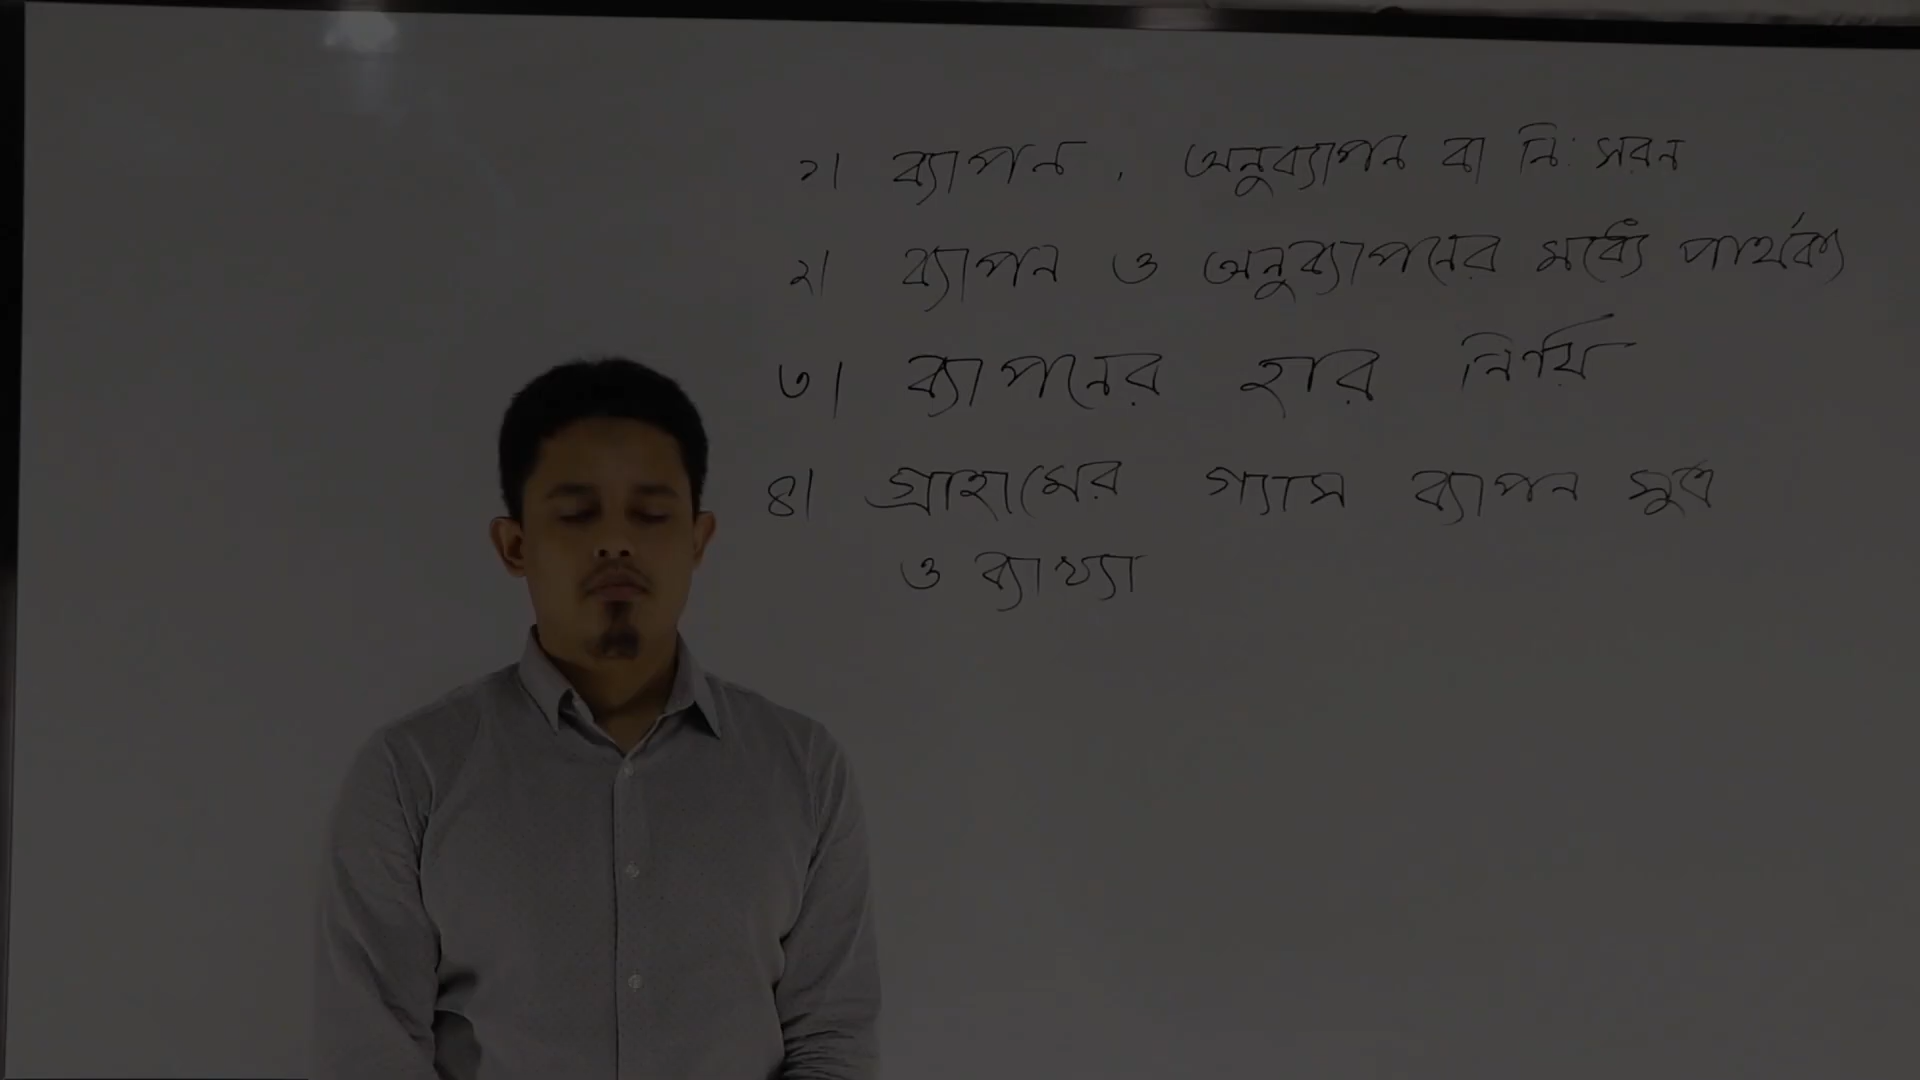 ১। ব্যাপন, অনুব্যাপন বা নি:সরন
২। ব্যাপন ও অনুব্যাপনের মধ্যে পার্থক্য
৩। ব্যাপনের হার নির্ণয়
৪। গ্রাহামের গ্যাস ব্যাপন সুত্র
ও ব্যাখ্যা